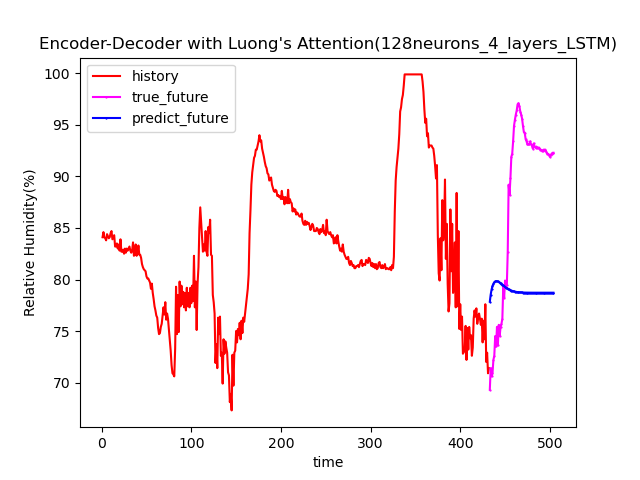 Encoder-Decoder with Luong's Attention(128neurons_4_layers_LSTM)
history
true_future
predict_future
Relative Humidity(%)
100
95
90
85
80
75
70
0
100
200
300
400
500
time